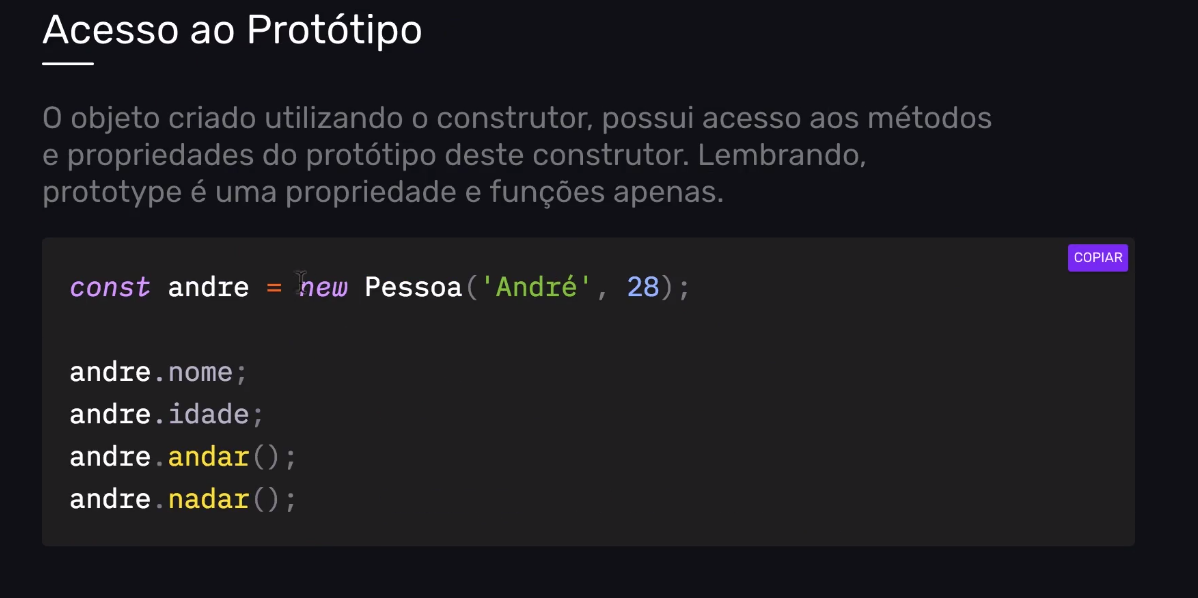 Acesso ao Protótipo
O objeto criado utilizando o construtor, possui acesso aos métodos
e propriedades do protótipo deste construtor. Lembrando,
prototype é uma propriedade e funções apenas.
COPIAR
const andre = new Pessoa('André', 28);
andre.nome;
andre.idade;
andre.andar();
andre.nadar();